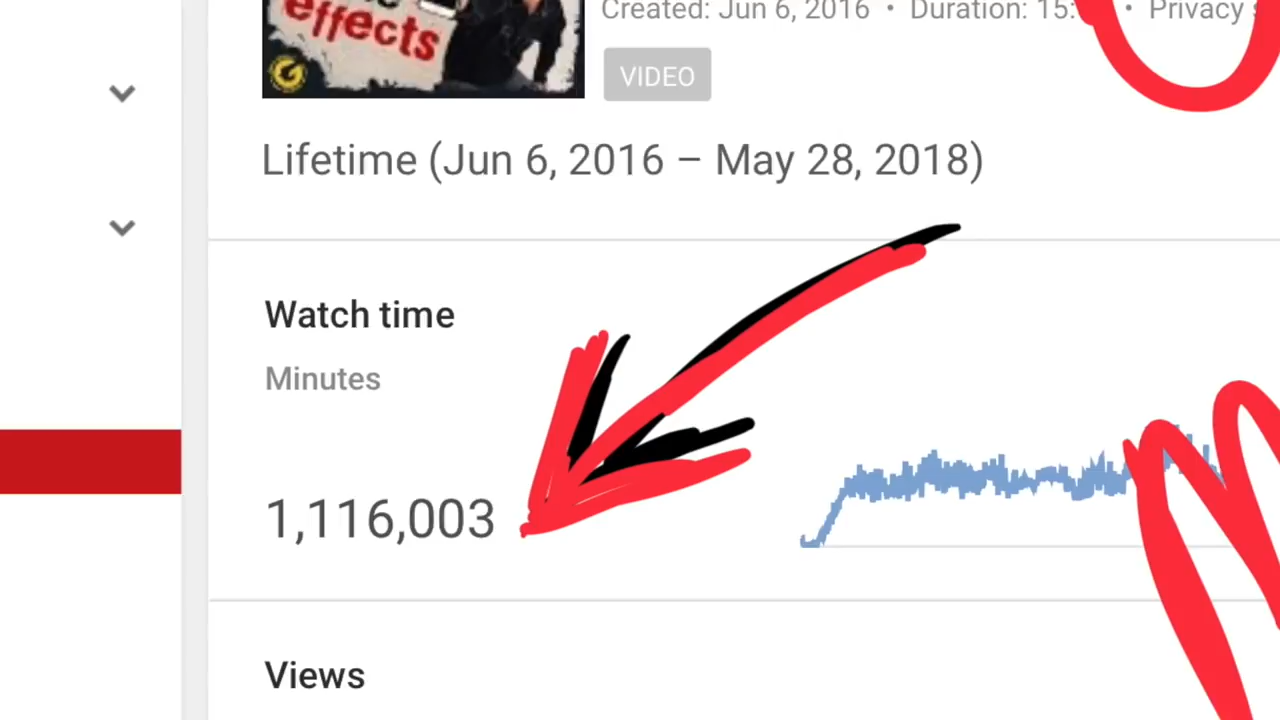 effects
Created: Jun 6, 2016 • Duration: 15: • Privacy
VIDEO
Lifetime (Jun 6, 2016 – May 28, 2018)
Watch time
Minutes
1,116,003
Views